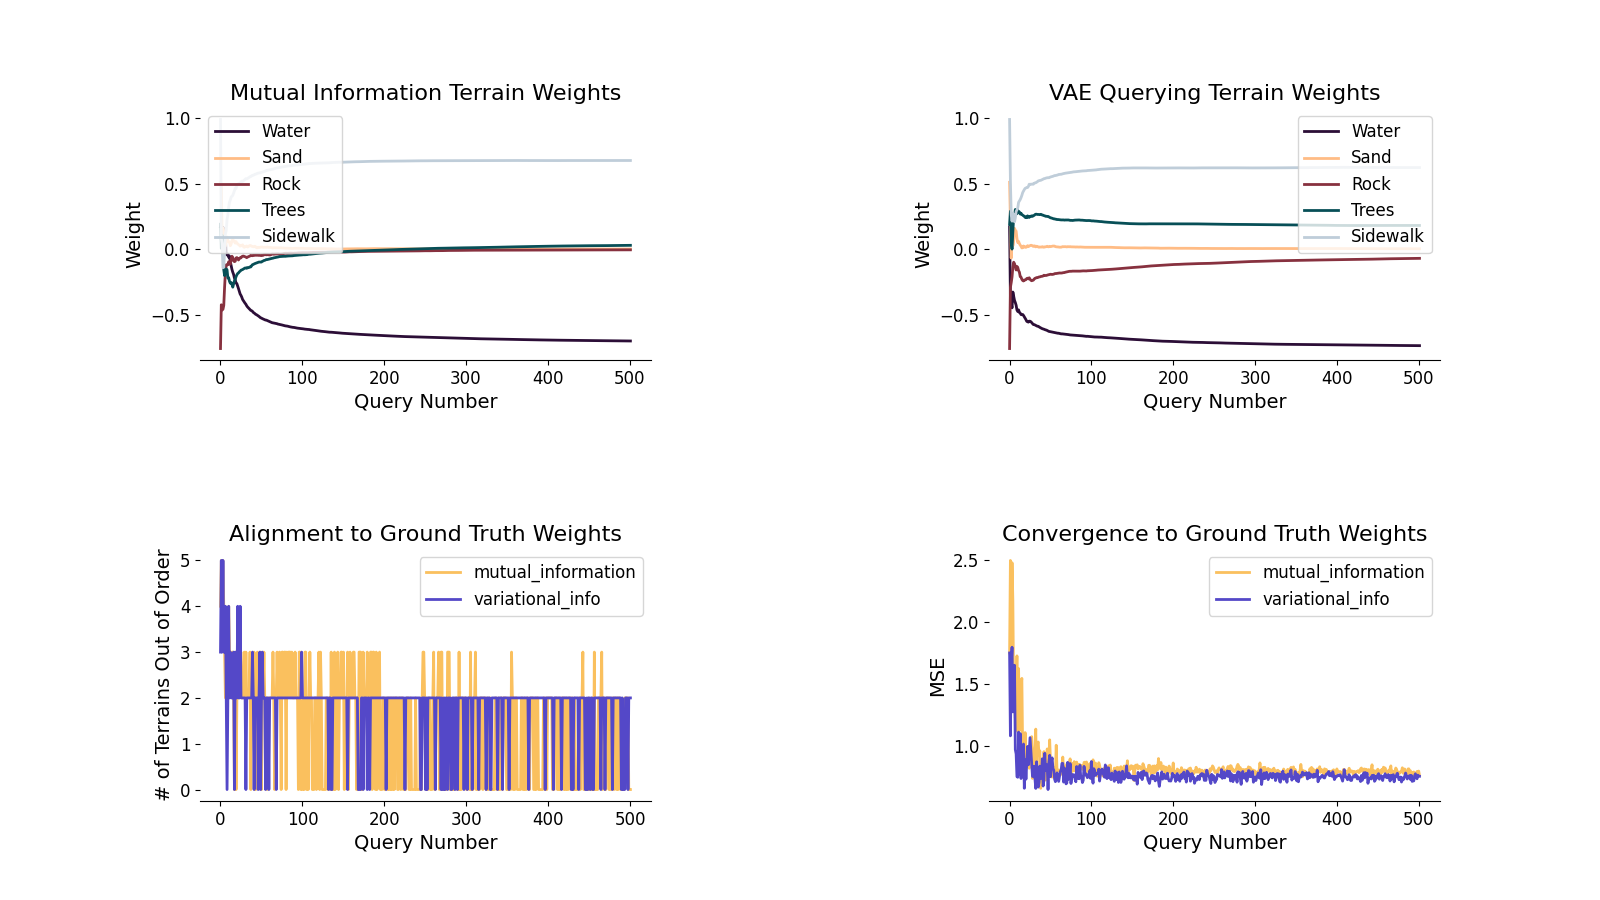 Mutual Information Terrain Weights
1.0
0.5
0.0
−0.5
Weight
Water
Sand
Rock
Trees
Sidewalk
0 100 200 300 400 500
Query Number
VAE Querying Terrain Weights
1.0
0.5
0.0
−0.5
Weight
Water
Sand
Rock
Trees
Sidewalk
0 100 200 300 400 500
Query Number
Alignment to Ground Truth Weights
5
4
3
2
1
0
# of Terrains Out of Order
mutual_information
variational_info
0 100 200 300 400 500
Query Number
Convergence to Ground Truth Weights
2.5
2.0
1.5
1.0
MSE
mutual_information
variational_info
0 100 200 300 400 500
Query Number